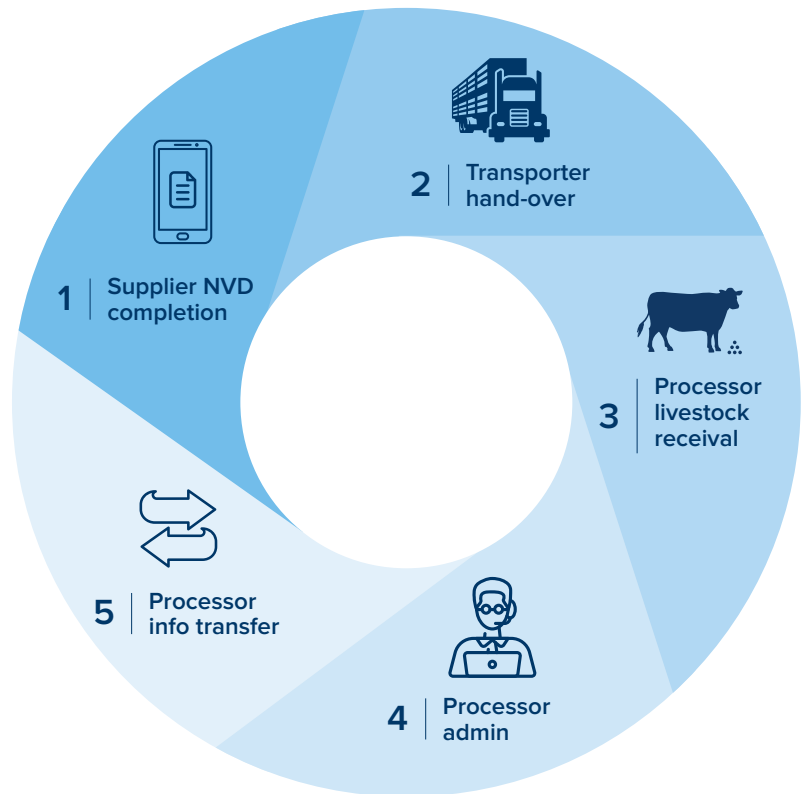 1
Supplier NVD
completion
2
Transporter
hand-over
3
Processor
livestock
receival
4
Processor
admin
5
Processor
info transfer